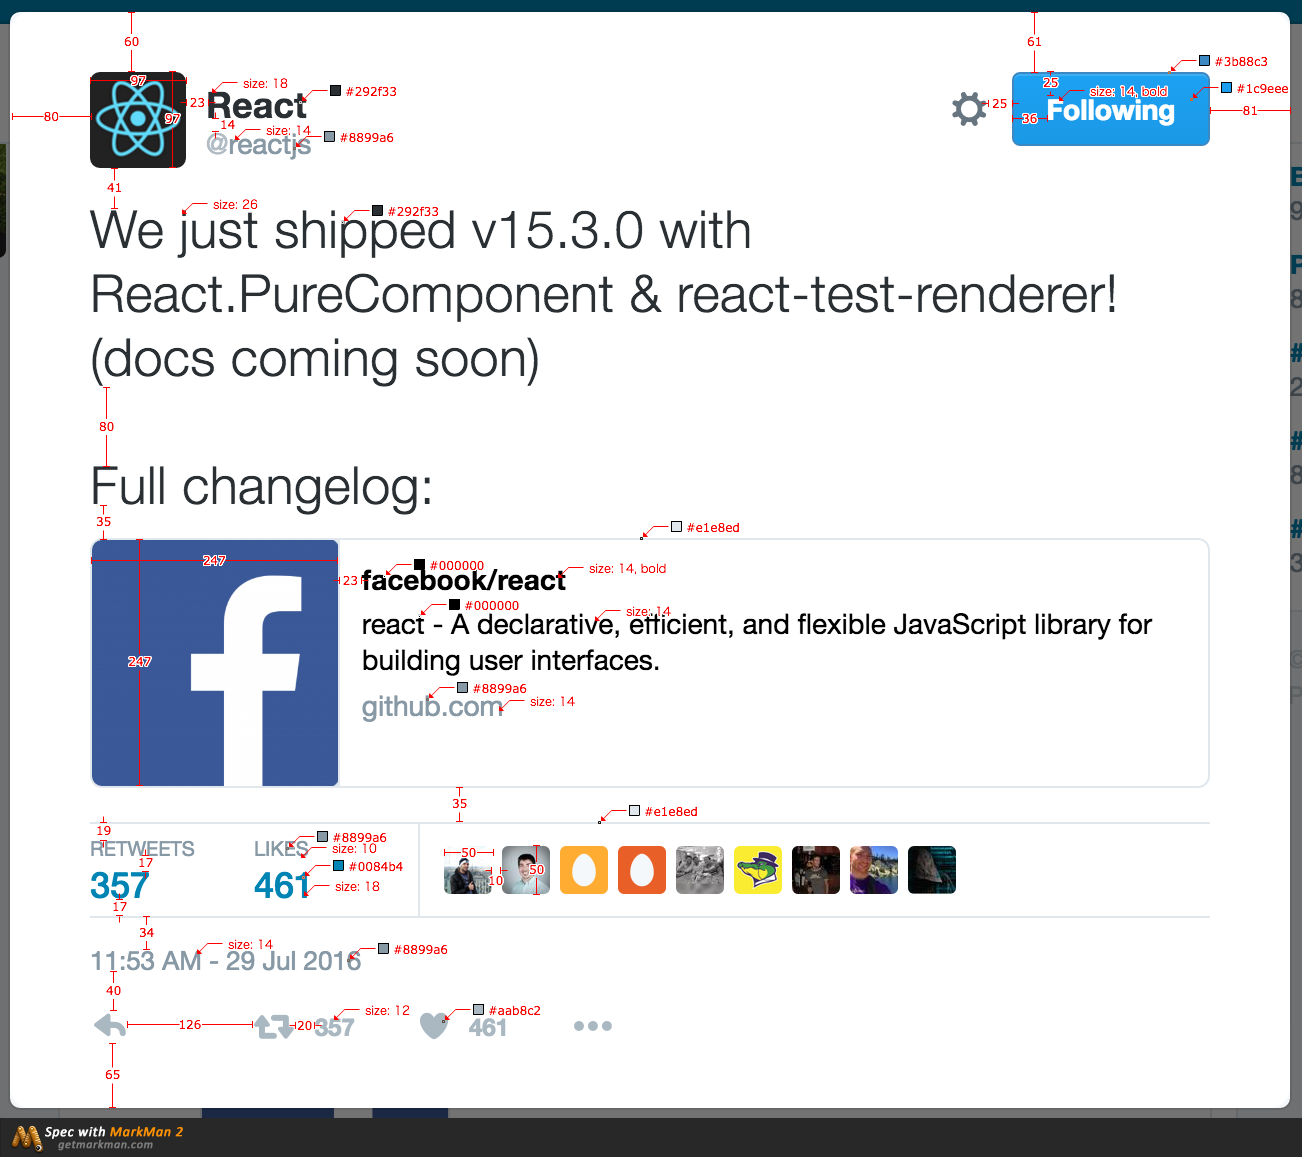 60
61
#3b88c3
97
size: 18
#292f33
25
#1c9eee
size: 14, bold
23
React
25
Following
80
97
36
81
14
size: 14
#8899a6
@reactjs
41
size: 26
#292f33
We just shipped v15.3.0 with
React.PureComponent & react-test-renderer!
(docs coming soon)
80
Full changelog:
35
#e1e8ed
247
#000000
size: 14, bold
23
facebook/react
#000000
size: 14
react - A declarative, efficient, and flexible JavaScript library for
building user interfaces.
247
#8899a6
size: 14
github.com
35
#e1e8ed
19
#8899a6
RETWEETS
LIKES
size: 10
50
17
#0084b4
50
10
357
461
size: 18
17
34
size: 14
#8899a6
11:53 AM - 29 Jul 2016
40
size: 12
#aab8c2
126
20
357
461
65
Spec with MarkMan 2
getmarkman.com